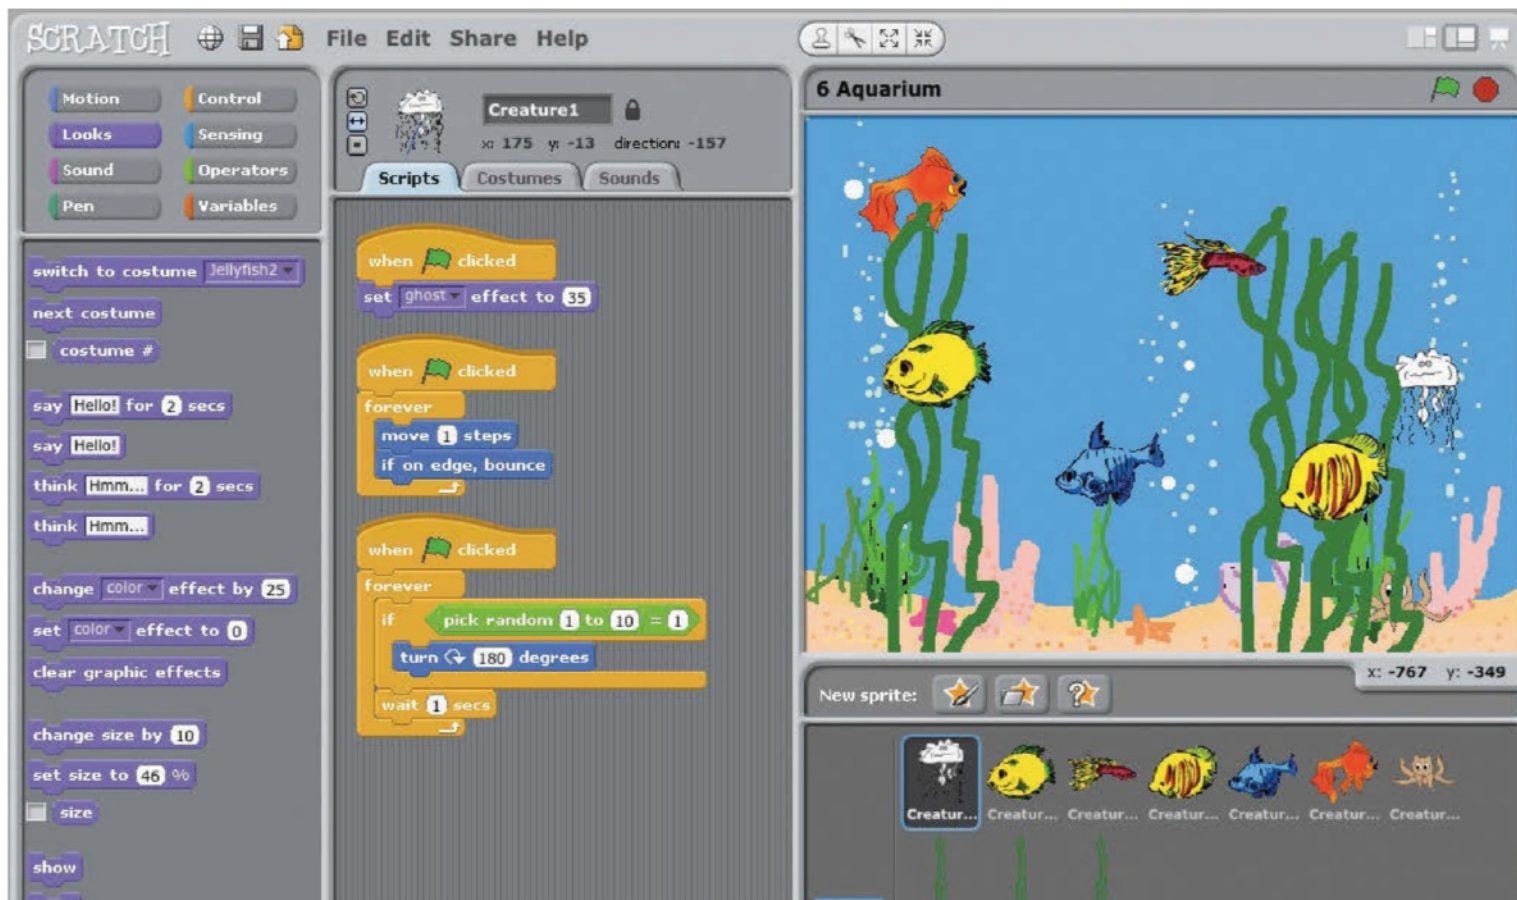 SCRATCH File Edit Share Help
Motion Control
Looks Sensing
Sound Operators
Pen Variables
switch to costume Jellyfish2
next costume
costume #
say Hello! for 2 secs
say Hello!
think Hmm... for 2 secs
think Hmm...
change color effect by 25
set color effect to 0
clear graphic effects
change size by 10
set size to 46 %
size
show
Creature1
x: 175 y: -13 direction: -157
Scripts Costumes Sounds
when clicked
set ghost effect to 35
when clicked
forever
move 1 steps
if on edge, bounce
when clicked
forever
if pick random 1 to 10 = 1
turn 180 degrees
wait 1 secs
6 Aquarium
x: -767 y: -349
New sprite:
Creatur... Creatur... Creatur... Creatur... Creatur... Creatur... Creatur...